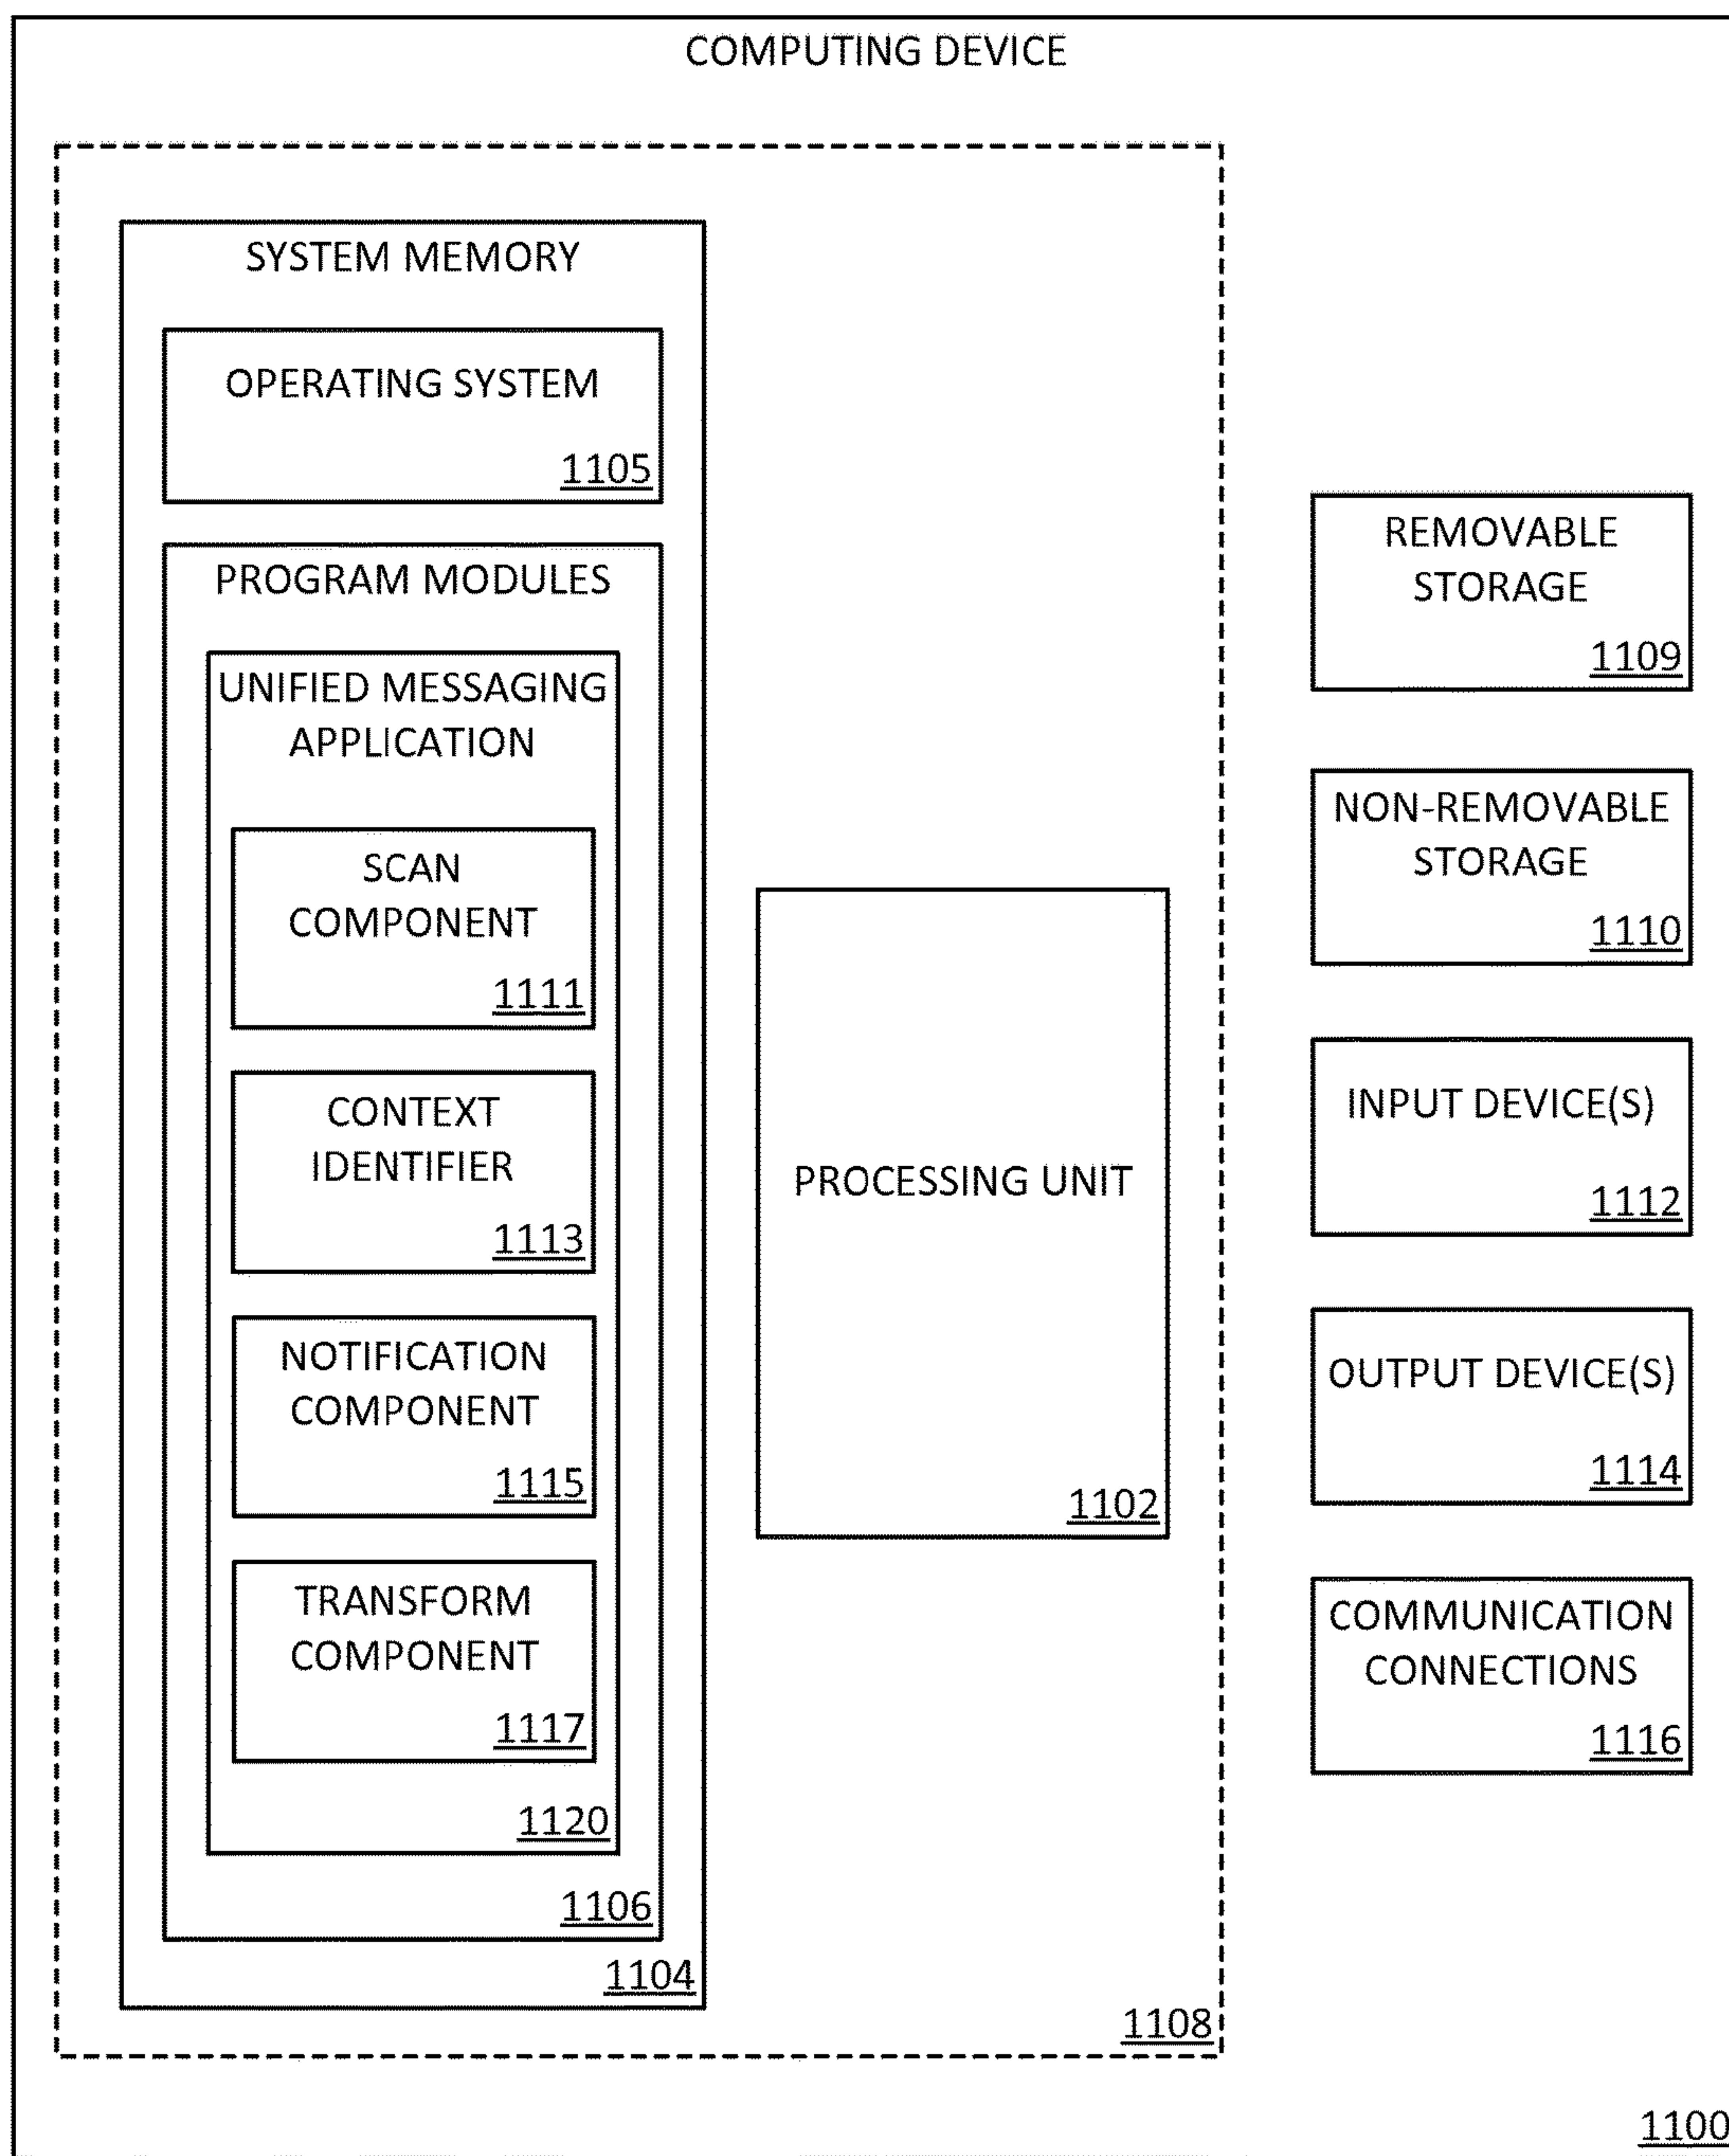 COMPUTING DEVICE
SYSTEM MEMORY
OPERATING SYSTEM
1105
PROGRAM MODULES
UNIFIED MESSAGING
APPLICATION
SCAN
COMPONENT
1111
CONTEXT
IDENTIFIER
1113
NOTIFICATION
COMPONENT
1115
TRANSFORM
COMPONENT
1117
1120
1106
1104
PROCESSING UNIT
1102
1108
REMOVABLE
STORAGE
1109
NON-REMOVABLE
STORAGE
1110
INPUT DEVICE(S)
1112
OUTPUT DEVICE(S)
1114
COMMUNICATION
CONNECTIONS
1116
1100